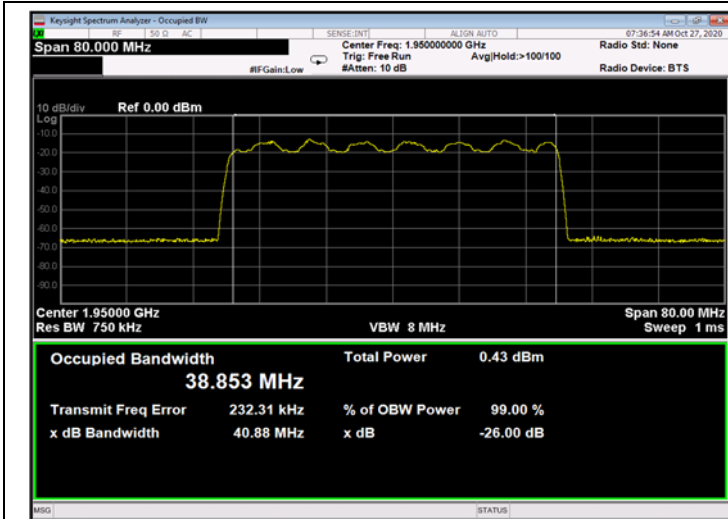 Keysight Spectrum Analyzer - Occupied BW
LXI RF 50 Ω AC SENSE:INT ALIGN AUTO 07:36:54 AM Oct 27, 2020
Span 80.000 MHz Center Freq: 1.950000000 GHz Radio Std: None
Trig: Free Run Avg|Hold:>100/100
#IFGain:Low #Atten: 10 dB Radio Device: BTS
10 dB/div Ref 0.00 dBm
Log
-10.0
-20.0
-30.0
-40.0
-50.0
-60.0
-70.0
-80.0
-90.0
Center 1.95000 GHz Span 80.00 MHz
Res BW 750 kHz VBW 8 MHz Sweep 1 ms
Occupied Bandwidth Total Power 0.43 dBm
38.853 MHz
Transmit Freq Error 232.31 kHz % of OBW Power 99.00 %
x dB Bandwidth 40.88 MHz x dB -26.00 dB
MSG STATUS